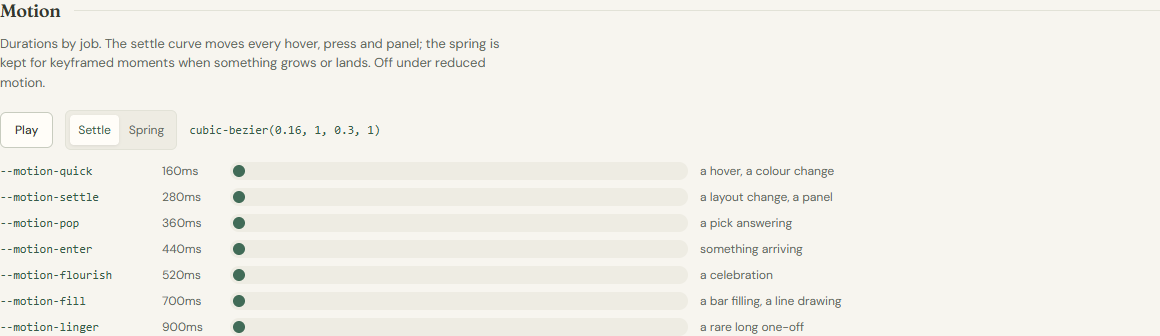 Motion
Durations by job. The settle curve moves every hover, press and panel; the spring is
kept for keyframed moments when something grows or lands. Off under reduced
motion.
Play Settle Spring cubic-bezier(0.16, 1, 0.3, 1)
--motion-quick 160ms a hover, a colour change
--motion-settle 280ms a layout change, a panel
--motion-pop 360ms a pick answering
--motion-enter 440ms something arriving
--motion-flourish 520ms a celebration
--motion-fill 700ms a bar filling, a line drawing
--motion-linger 900ms a rare long one-off